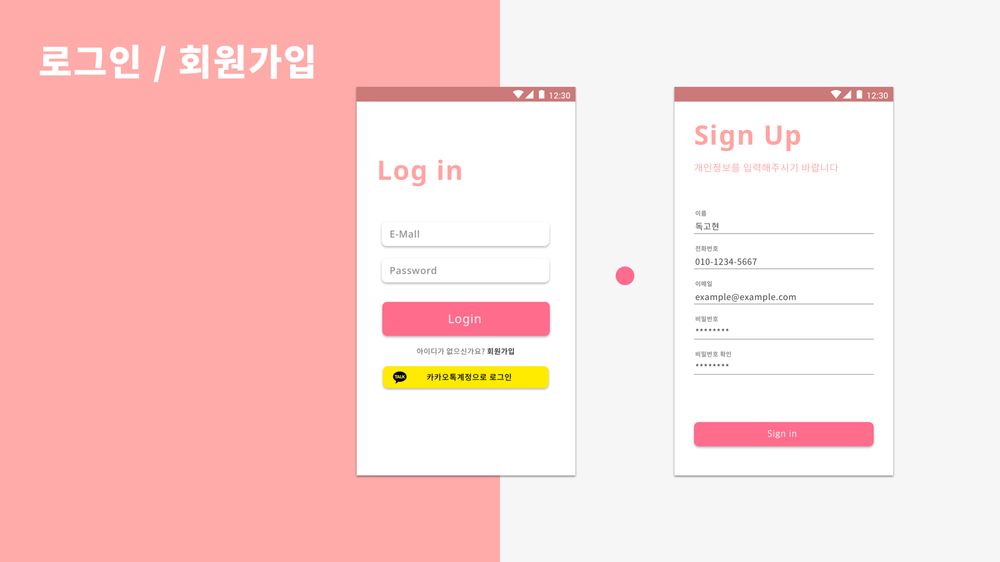 로그인 / 회원가입
12:30
Log in
E-Mall
Password
Login
아이디가 없으신가요? 회원가입
TALK 카카오톡계정으로 로그인
12:30
Sign Up
개인정보를 입력해주시기 바랍니다
이름
독고현
전화번호
010-1234-5667
이메일
example@example.com
비밀번호
********
비밀번호 확인
********
Sign in